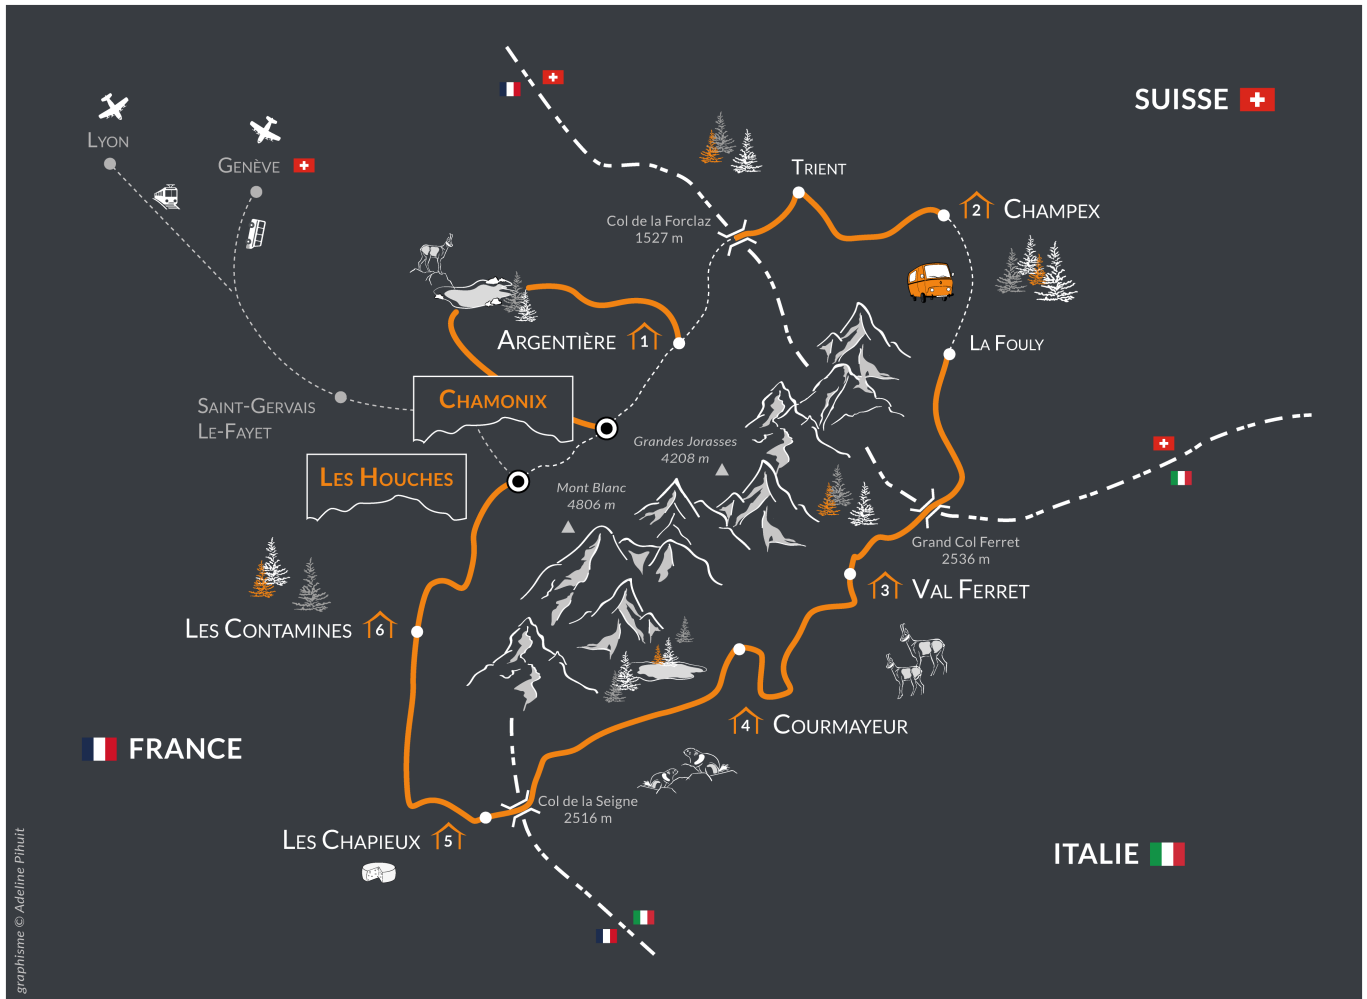 SUISSE
LYON
GENÈVE
TRIENT
Col de la Forclaz
1527 m
2
CHAMPEX
ARGENTIÈRE
1
LA FOULY
CHAMONIX
SAINT-GERVAIS
LE-FAYET
Grandes Jorasses
4208 m
LES HOUCHES
Mont Blanc
4806 m
Grand Col Ferret
2536 m
3
VAL FERRET
LES CONTAMINES
6
4
COURMAYEUR
FRANCE
Col de la Seigne
2516 m
LES CHAPIEUX
5
ITALIE
graphisme © Adeline Pihuit